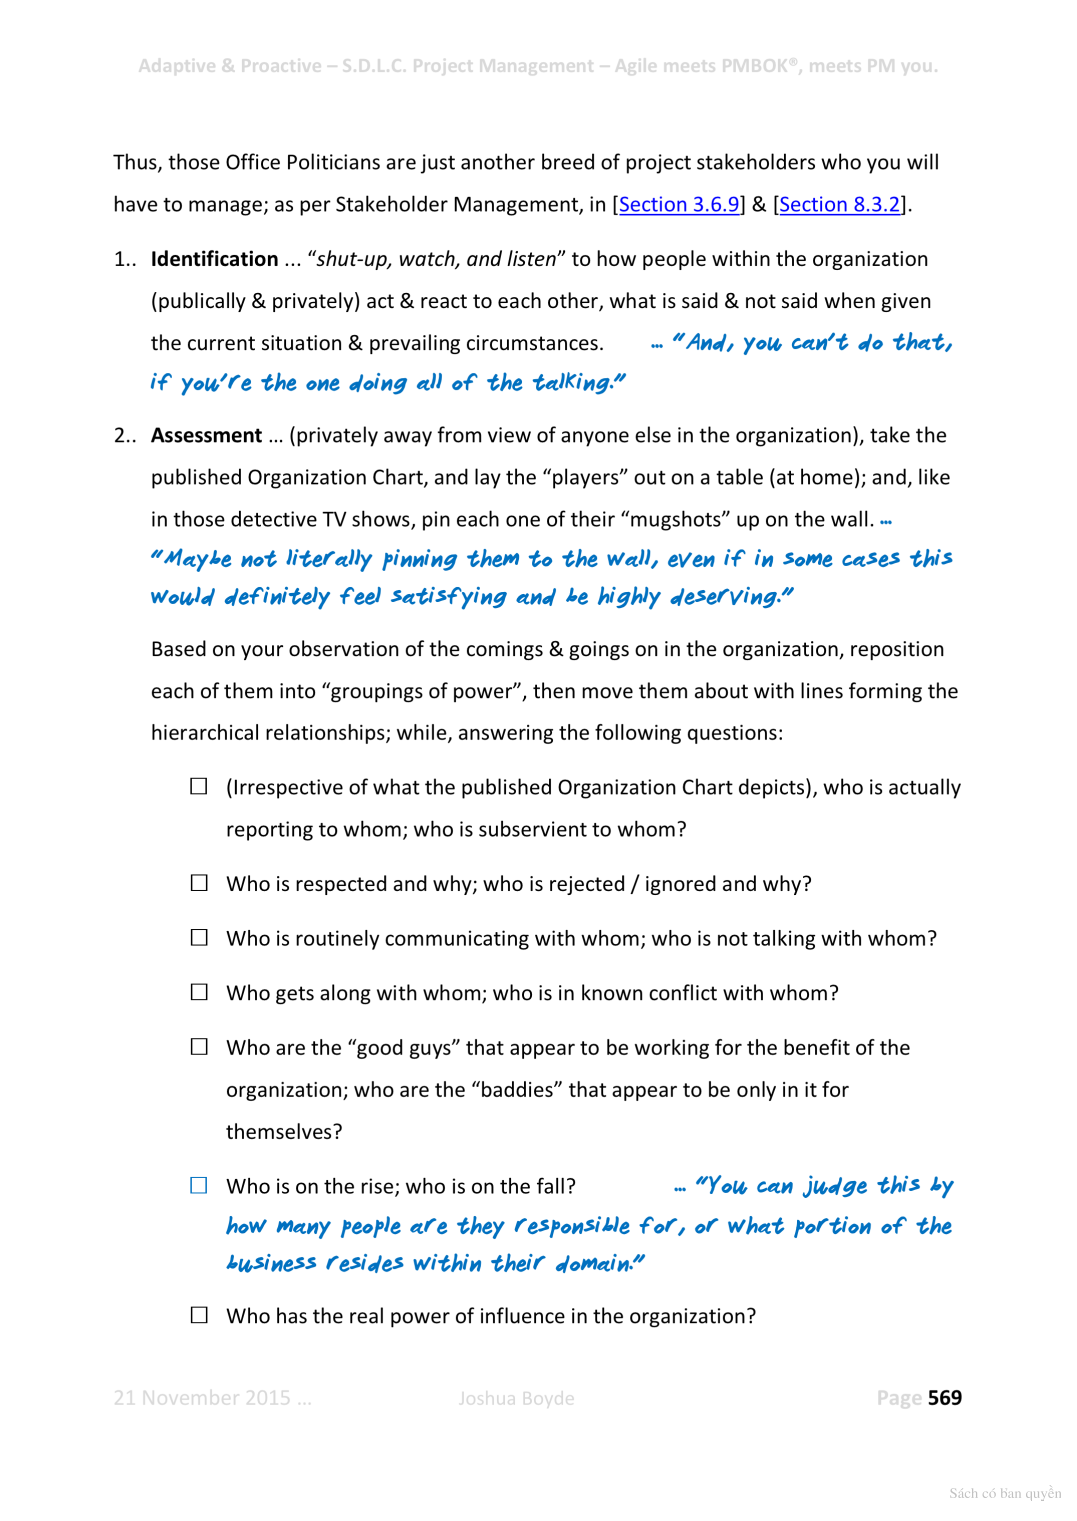 Adaptive & Proactive – S.D.L.C. Project Management – Agile meets PMBOK®, meets PM you.
Thus, those Office Politicians are just another breed of project stakeholders who you will
have to manage; as per Stakeholder Management, in [Section 3.6.9] & [Section 8.3.2].
1.. Identification ... “shut-up, watch, and listen” to how people within the organization
(publically & privately) act & react to each other, what is said & not said when given
the current situation & prevailing circumstances. ... “And, you can’t do that,
if you’re the one doing all of the talking.”
2.. Assessment ... (privately away from view of anyone else in the organization), take the
published Organization Chart, and lay the “players” out on a table (at home); and, like
in those detective TV shows, pin each one of their “mugshots” up on the wall. ...
“Maybe not literally pinning them to the wall, even if in some cases this
would definitely feel satisfying and be highly deserving.”
Based on your observation of the comings & goings on in the organization, reposition
each of them into “groupings of power”, then move them about with lines forming the
hierarchical relationships; while, answering the following questions:
☐ (Irrespective of what the published Organization Chart depicts), who is actually
reporting to whom; who is subservient to whom?
☐ Who is respected and why; who is rejected / ignored and why?
☐ Who is routinely communicating with whom; who is not talking with whom?
☐ Who gets along with whom; who is in known conflict with whom?
☐ Who are the “good guys” that appear to be working for the benefit of the
organization; who are the “baddies” that appear to be only in it for
themselves?
☐ Who is on the rise; who is on the fall? ... “You can judge this by
how many people are they responsible for, or what portion of the
business resides within their domain.”
☐ Who has the real power of influence in the organization?
21 November 2015 ... Joshua Boyde Page 569
Sách có bản quyền